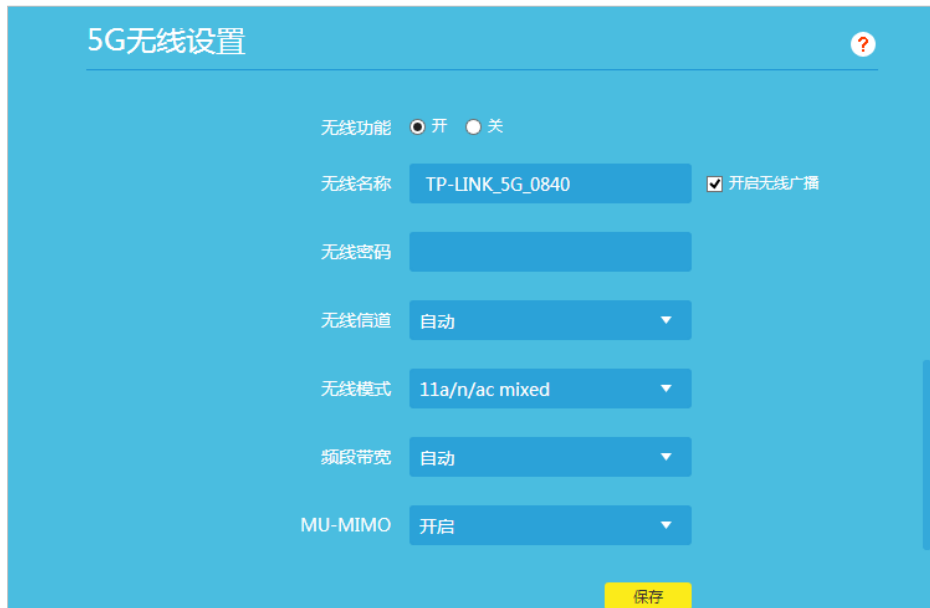 5G无线设置
?
无线功能 开 关
无线名称 TP-LINK_5G_0840 开启无线广播
无线密码
无线信道 自动
无线模式 11a/n/ac mixed
频段带宽 自动
MU-MIMO 开启
保存